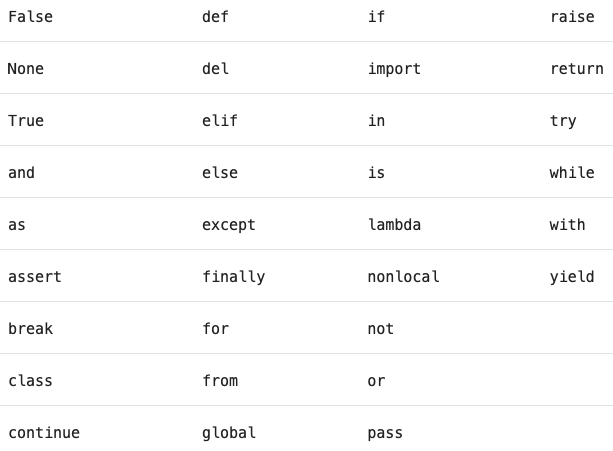 False def if raise
None del import return
True elif in try
and else is while
as except lambda with
assert finally nonlocal yield
break for not
class from or
continue global pass